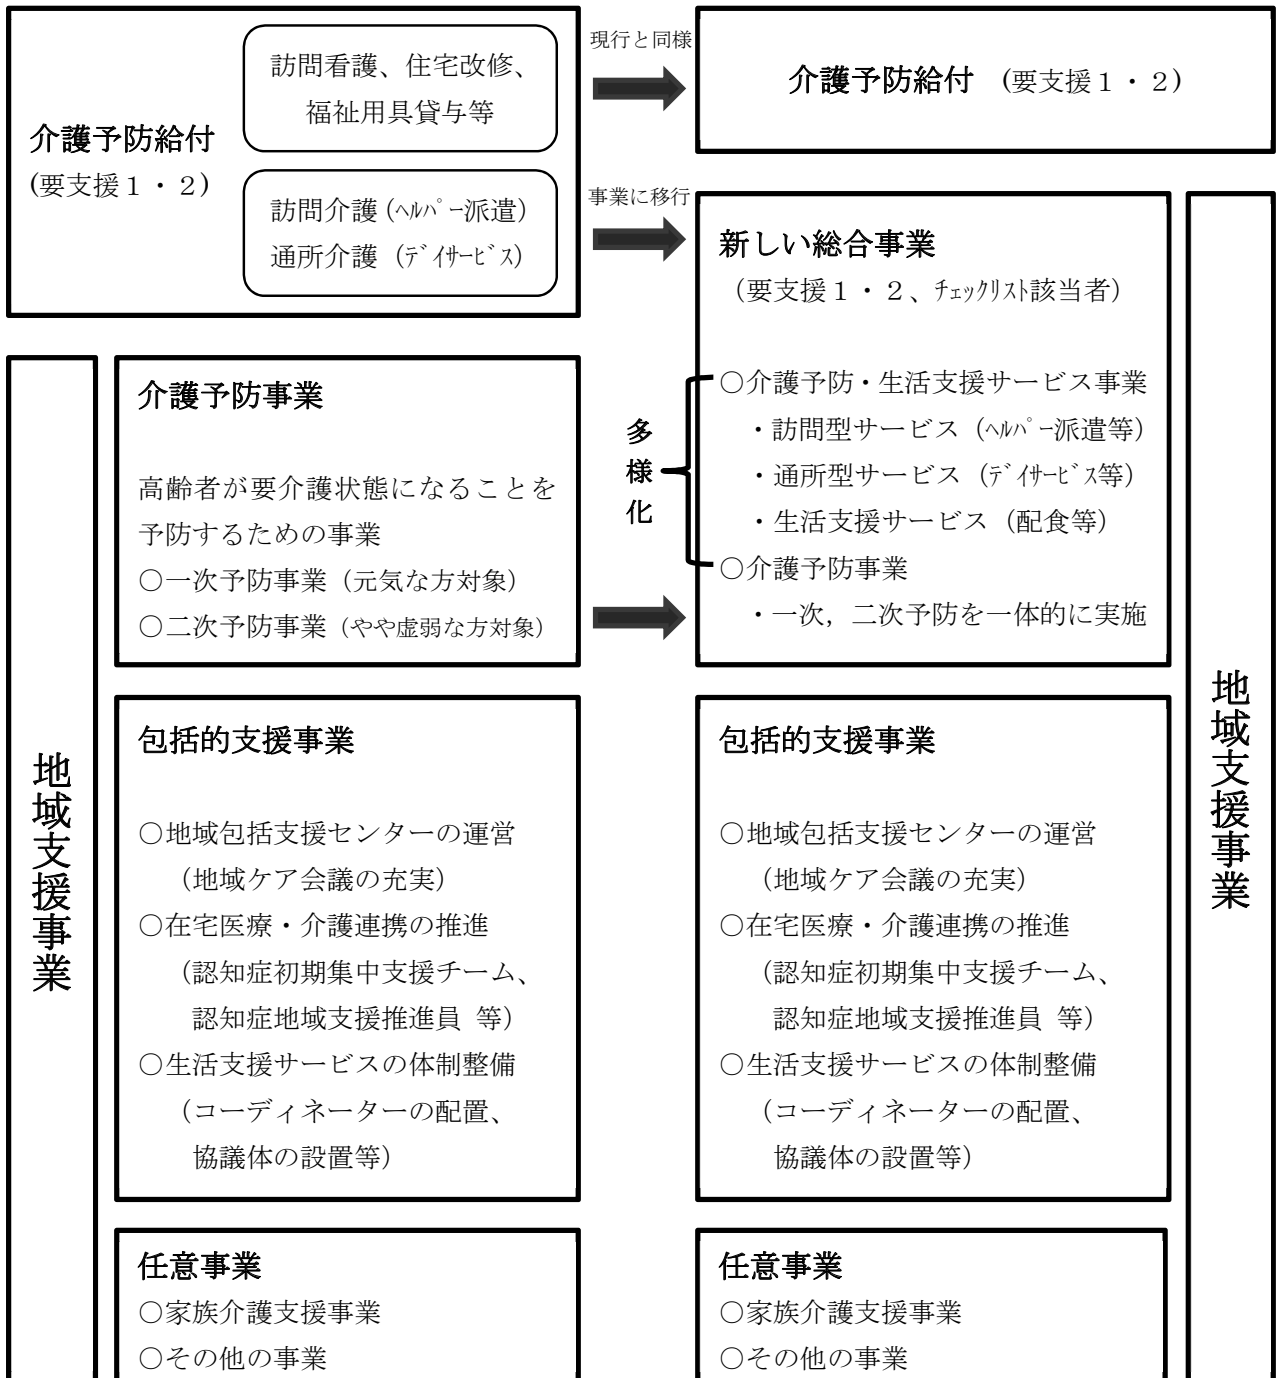 介護予防給付
(要支援１・２)
訪問看護、住宅改修、
福祉用具貸与等
訪問介護(ﾍﾙﾊﾟｰ派遣)
通所介護（ﾃﾞｲｻｰﾋﾞｽ）
現行と同様
事業に移行
介護予防給付　(要支援１・２)
新しい総合事業
（要支援１・２、ﾁｪｯｸﾘｽﾄ該当者）
○介護予防・生活支援サービス事業
・訪問型サービス（ﾍﾙﾊﾟｰ派遣等）
・通所型サービス（ﾃﾞｲｻｰﾋﾞｽ等）
・生活支援サービス（配食等）
○介護予防事業
・一次，二次予防を一体的に実施
多様化
地域支援事業
介護予防事業
高齢者が要介護状態になることを
予防するための事業
○一次予防事業（元気な方対象）
○二次予防事業（やや虚弱な方対象）
包括的支援事業
○地域包括支援センターの運営
（地域ケア会議の充実）
○在宅医療・介護連携の推進
（認知症初期集中支援チーム、
認知症地域支援推進員 等）
○生活支援サービスの体制整備
（コーディネーターの配置、
協議体の設置等）
任意事業
○家族介護支援事業
○その他の事業
包括的支援事業
○地域包括支援センターの運営
（地域ケア会議の充実）
○在宅医療・介護連携の推進
（認知症初期集中支援チーム、
認知症地域支援推進員 等）
○生活支援サービスの体制整備
（コーディネーターの配置、
協議体の設置等）
任意事業
○家族介護支援事業
○その他の事業
地域支援事業